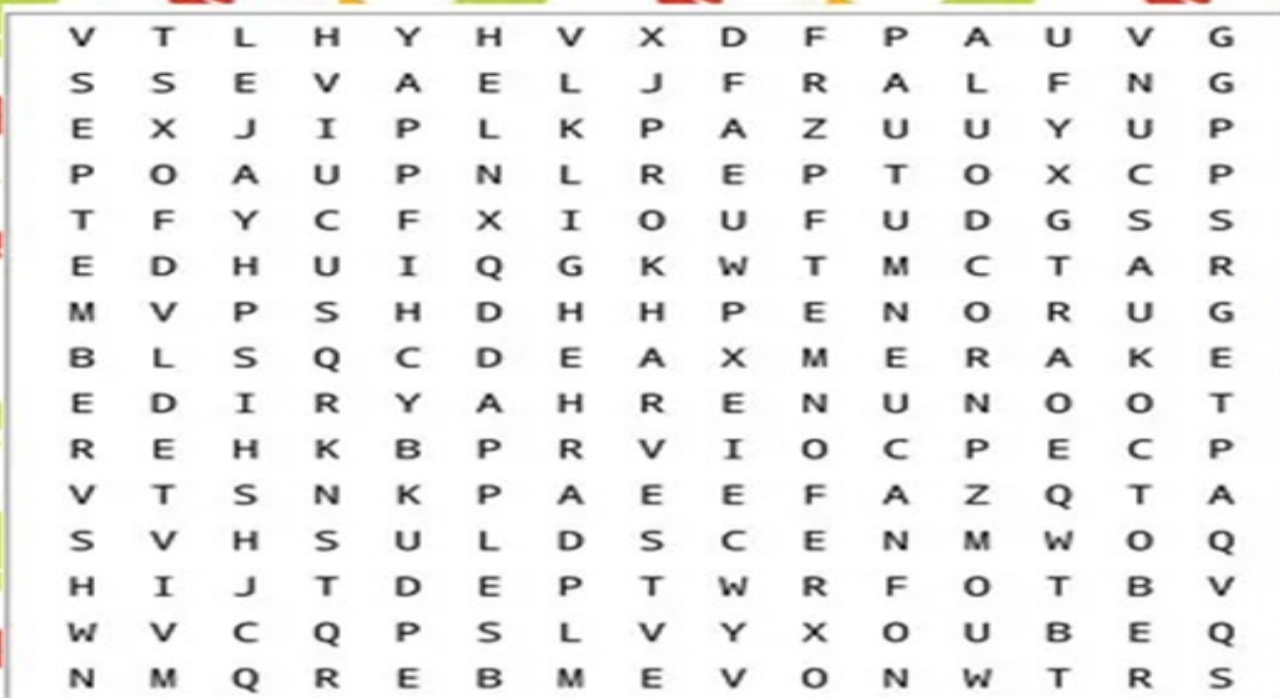 V T L H Y H V X D F P A U V G
S S E V A E L J F R A L F N G
E X J I P L K P A Z U U Y U P
P O A U P N L R E P T O X C P
T F Y C F X I O U F U D G S S
E D H U I Q G K W T M C T A R
M V P S H D H H P E N O R U G
B L S Q C D E A X M E R A K E
E D I R Y A H R E N U N O O T
R E H K B P R V I O C P E C P
V T S N K P A E E F A Z Q T A
S V H S U L D S C E N M W O Q
H I J T D E P T W R F O T B V
W V C Q P S L V Y X O U B E Q
N M Q R E B M E V O N W T R S